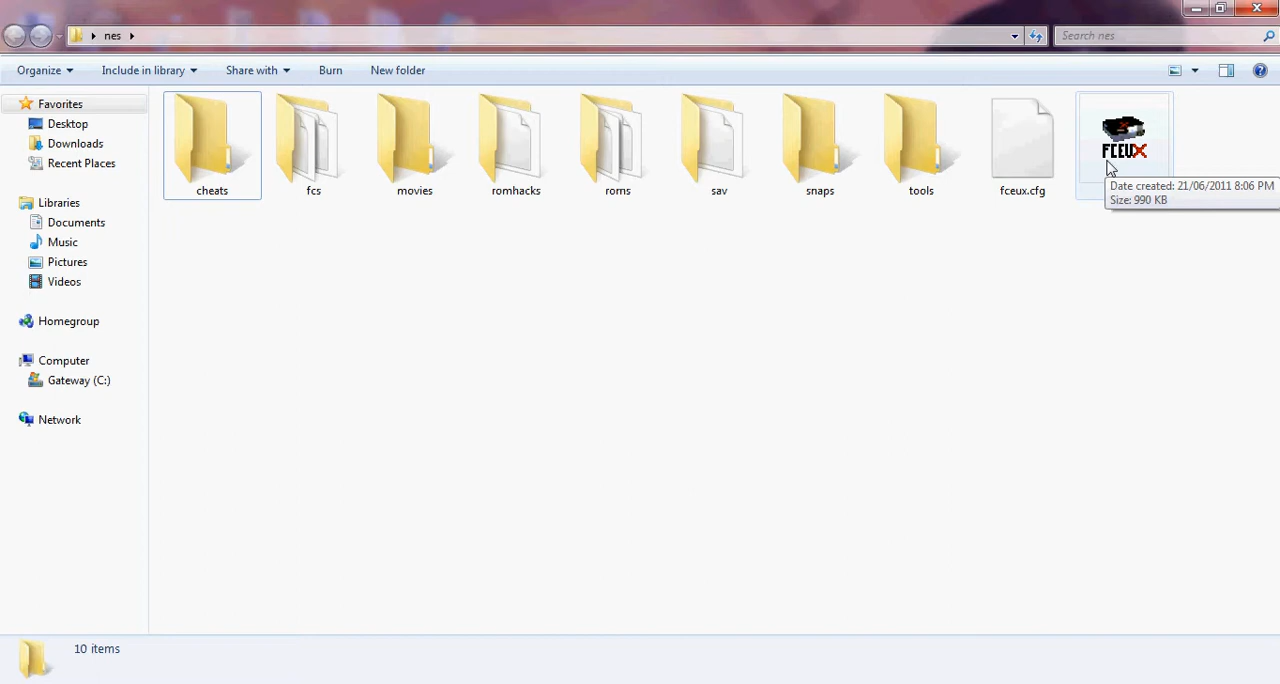 nes
Search nes
Organize
Include in library
Share with
Burn
New folder
Favorites
Desktop
Downloads
Recent Places
Libraries
Documents
Music
Pictures
Videos
Homegroup
Computer
Gateway (C:)
Network
cheats
fcs
movies
romhacks
roms
sav
snaps
tools
fceux.cfg
FCEUX
Date created: 21/06/2011 8:06 PM
Size: 990 KB
10 items